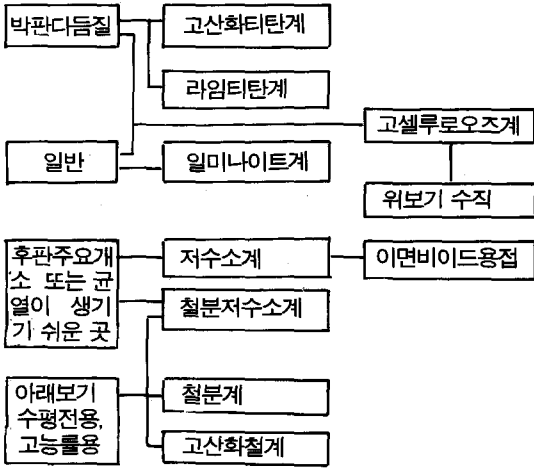 박판다듬질
고산화티탄계
라임티탄계
고셀루로오즈계
일반
일미나이트계
위보기 수직
후판주요개
소 또는 균
열이 생기
기 쉬운 곳
저수소계
이면비이드용접
철분저수소계
아래보기
수평전용,
고능률용
철분계
고산화철계